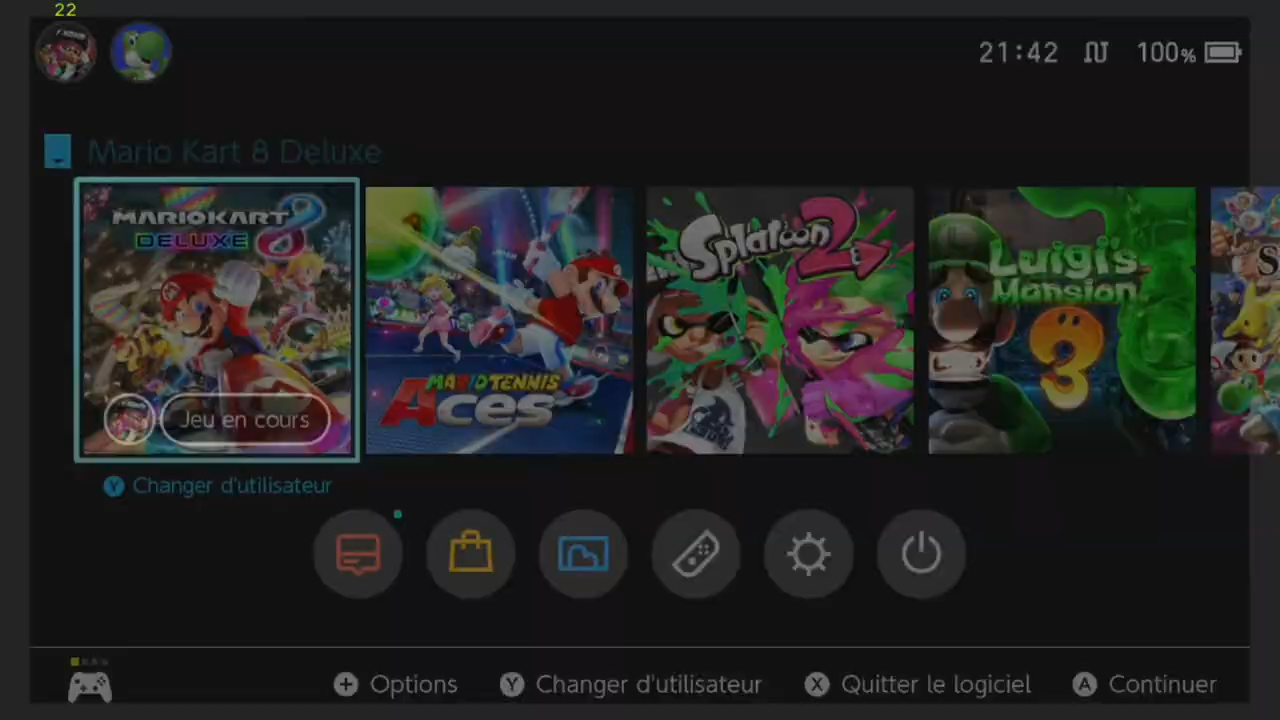 22
21:42 100%
Mario Kart 8 Deluxe
MARIOKART 8
DELUXE
MARIO TENNIS
ACES
Splatoon 2
Luigi's
Mansion
3
S
Jeu en cours
Y Changer d'utilisateur
+ Options Y Changer d'utilisateur X Quitter le logiciel A Continuer